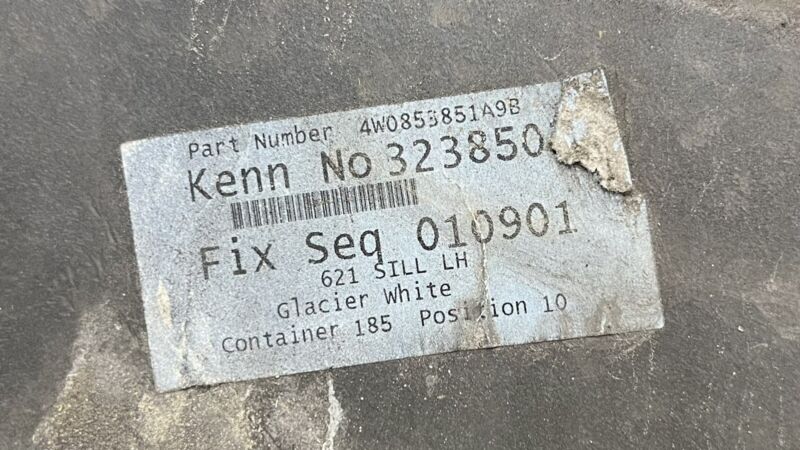 Part Number 4W0853851A9B
Kenn No 323850
Fix Seq 010901
621 SILL LH
Glacier White
Container 185 Position 10